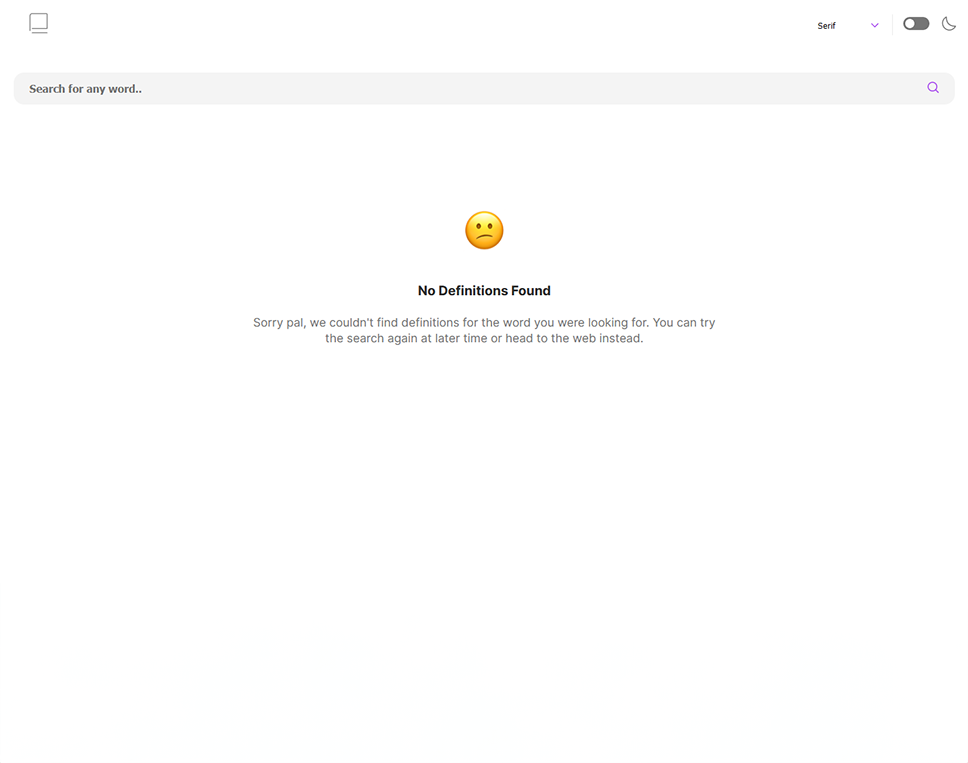 Serif
Search for any word..
No Definitions Found
Sorry pal, we couldn't find definitions for the word you were looking for. You can try
the search again at later time or head to the web instead.